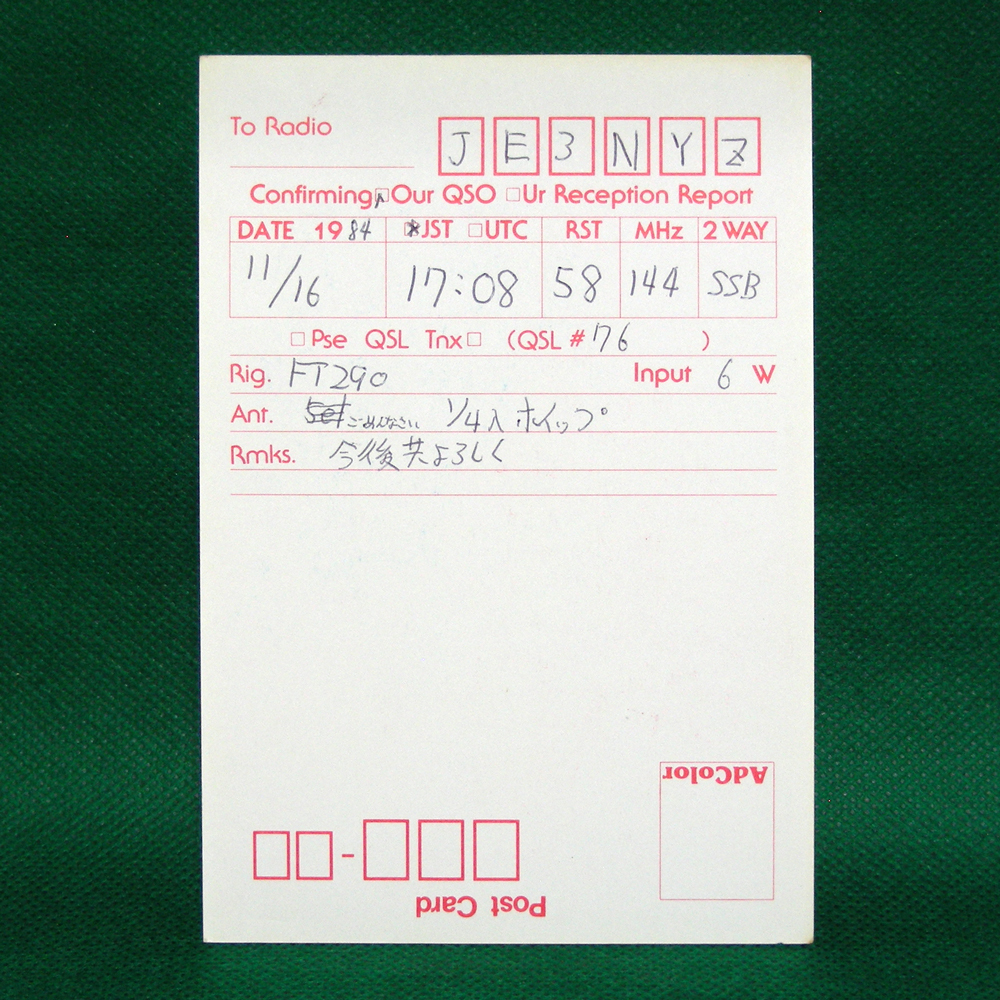 To Radio JE3NYZ
Confirming □Our QSO □Ur Reception Report
DATE 1984 □JST □UTC RST MHz 2 WAY
11/16 17:08 58 144 SSB
□ Pse QSL Tnx □ (QSL # 76 )
Rig. FT290 Input 6 W
Ant. ごめんなさい 1/4λ ホイップ
Rmks. 今後共よろしく
AdColor
Post Card